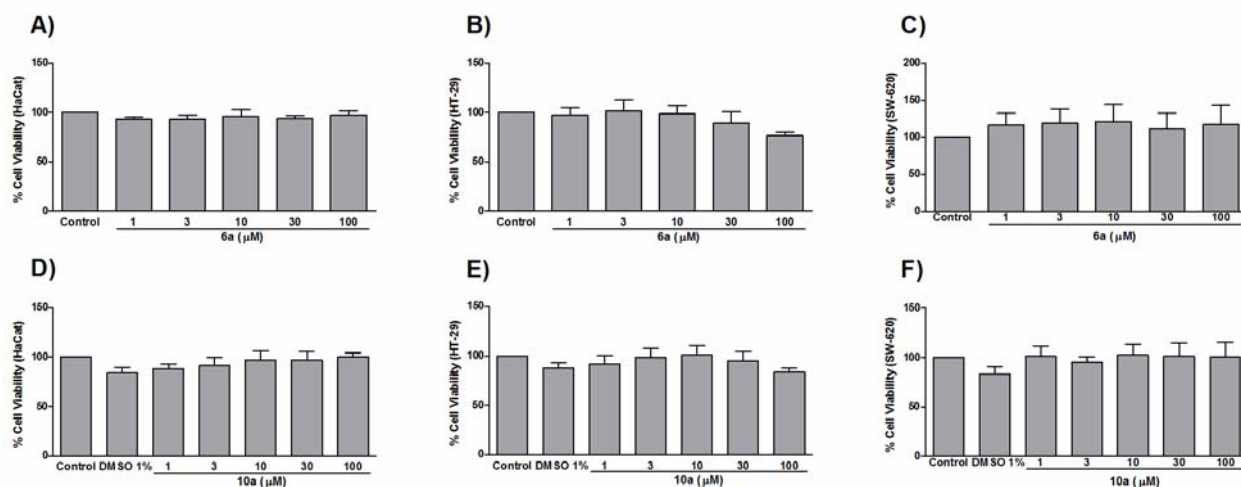 A)
% Cell Viability (HaCat)
150
100
50
0
Control 1 3 10 30 100
6a (μM)
B)
% Cell Viability (HT-29)
150
100
50
0
Control 1 3 10 30 100
6a (μM)
C)
% Cell Viability (SW-620)
200
150
100
50
0
Control 1 3 10 30 100
6a (μM)
D)
% Cell Viability (HaCat)
150
100
50
0
Control DMSO 1% 1 3 10 30 100
10a (μM)
E)
% Cell Viability (HT-29)
150
100
50
0
Control DMSO 1% 1 3 10 30 100
10a (μM)
F)
% Cell Viability (SW-620)
150
100
50
0
Control DMSO 1% 1 3 10 30 100
10a (μM)